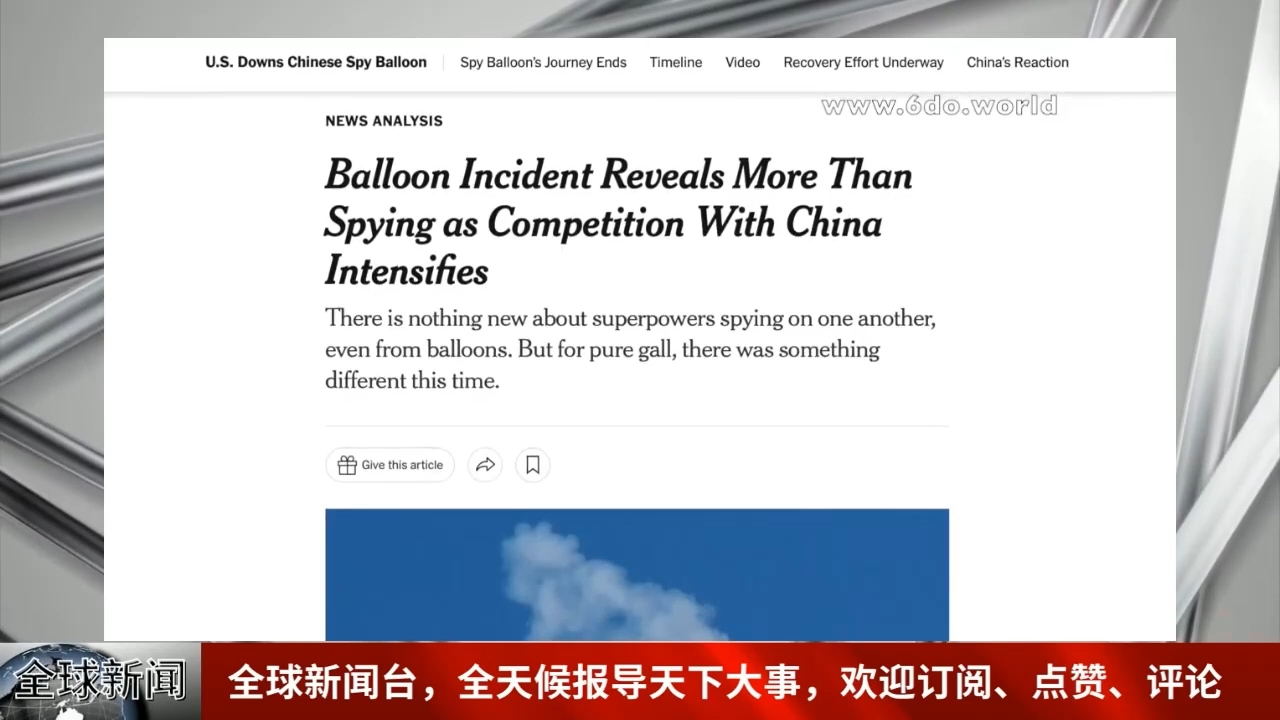 U.S. Downs Chinese Spy Balloon Spy Balloon's Journey Ends Timeline Video Recovery Effort Underway China's Reaction
www.6do.world
NEWS ANALYSIS
Balloon Incident Reveals More Than
Spying as Competition With China
Intensifies
There is nothing new about superpowers spying on one another,
even from balloons. But for pure gall, there was something
different this time.
Give this article
全球新闻
全球新闻台，全天候报导天下大事，欢迎订阅、点赞、评论